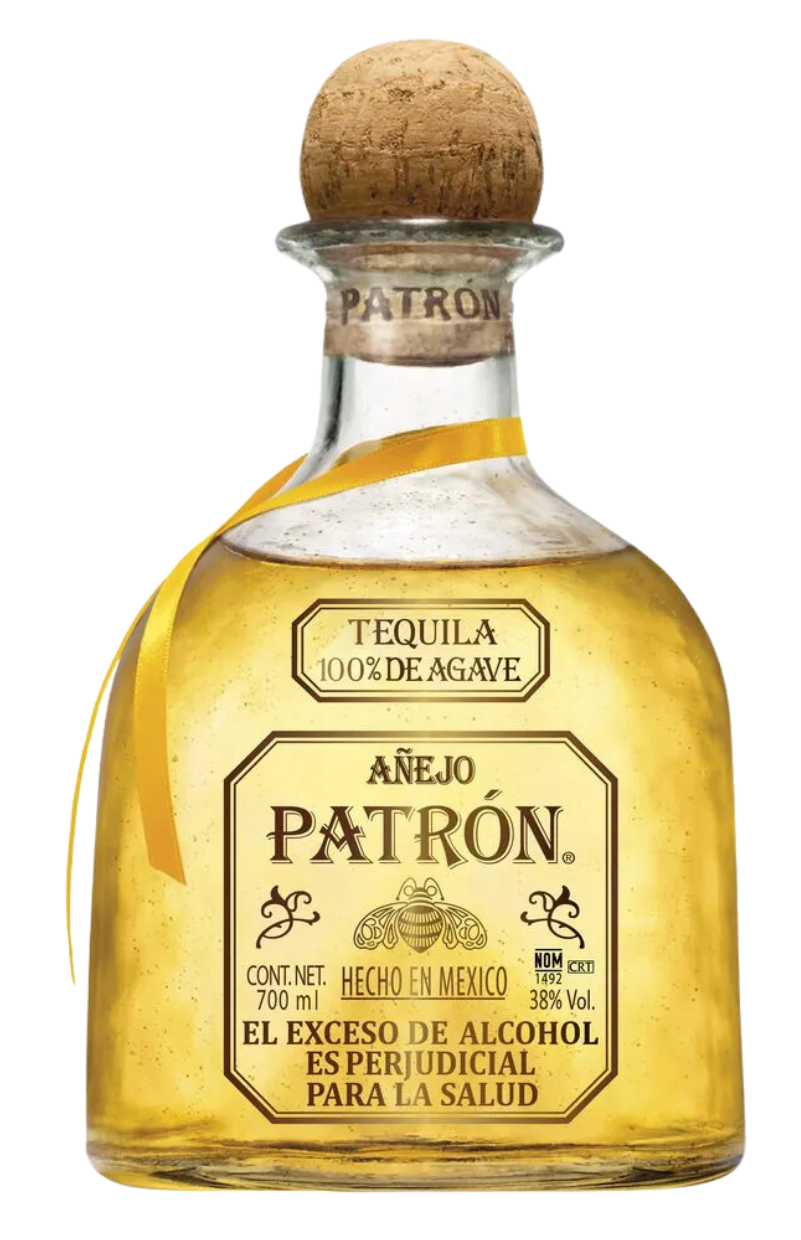 PATRÓN
TEQUILA
100% DE AGAVE
AÑEJO
PATRÓN®
CONT. NET.
700 ml
HECHO EN MEXICO
NOM
1492
CRT
38% Vol.
EL EXCESO DE ALCOHOL
ES PERJUDICIAL
PARA LA SALUD